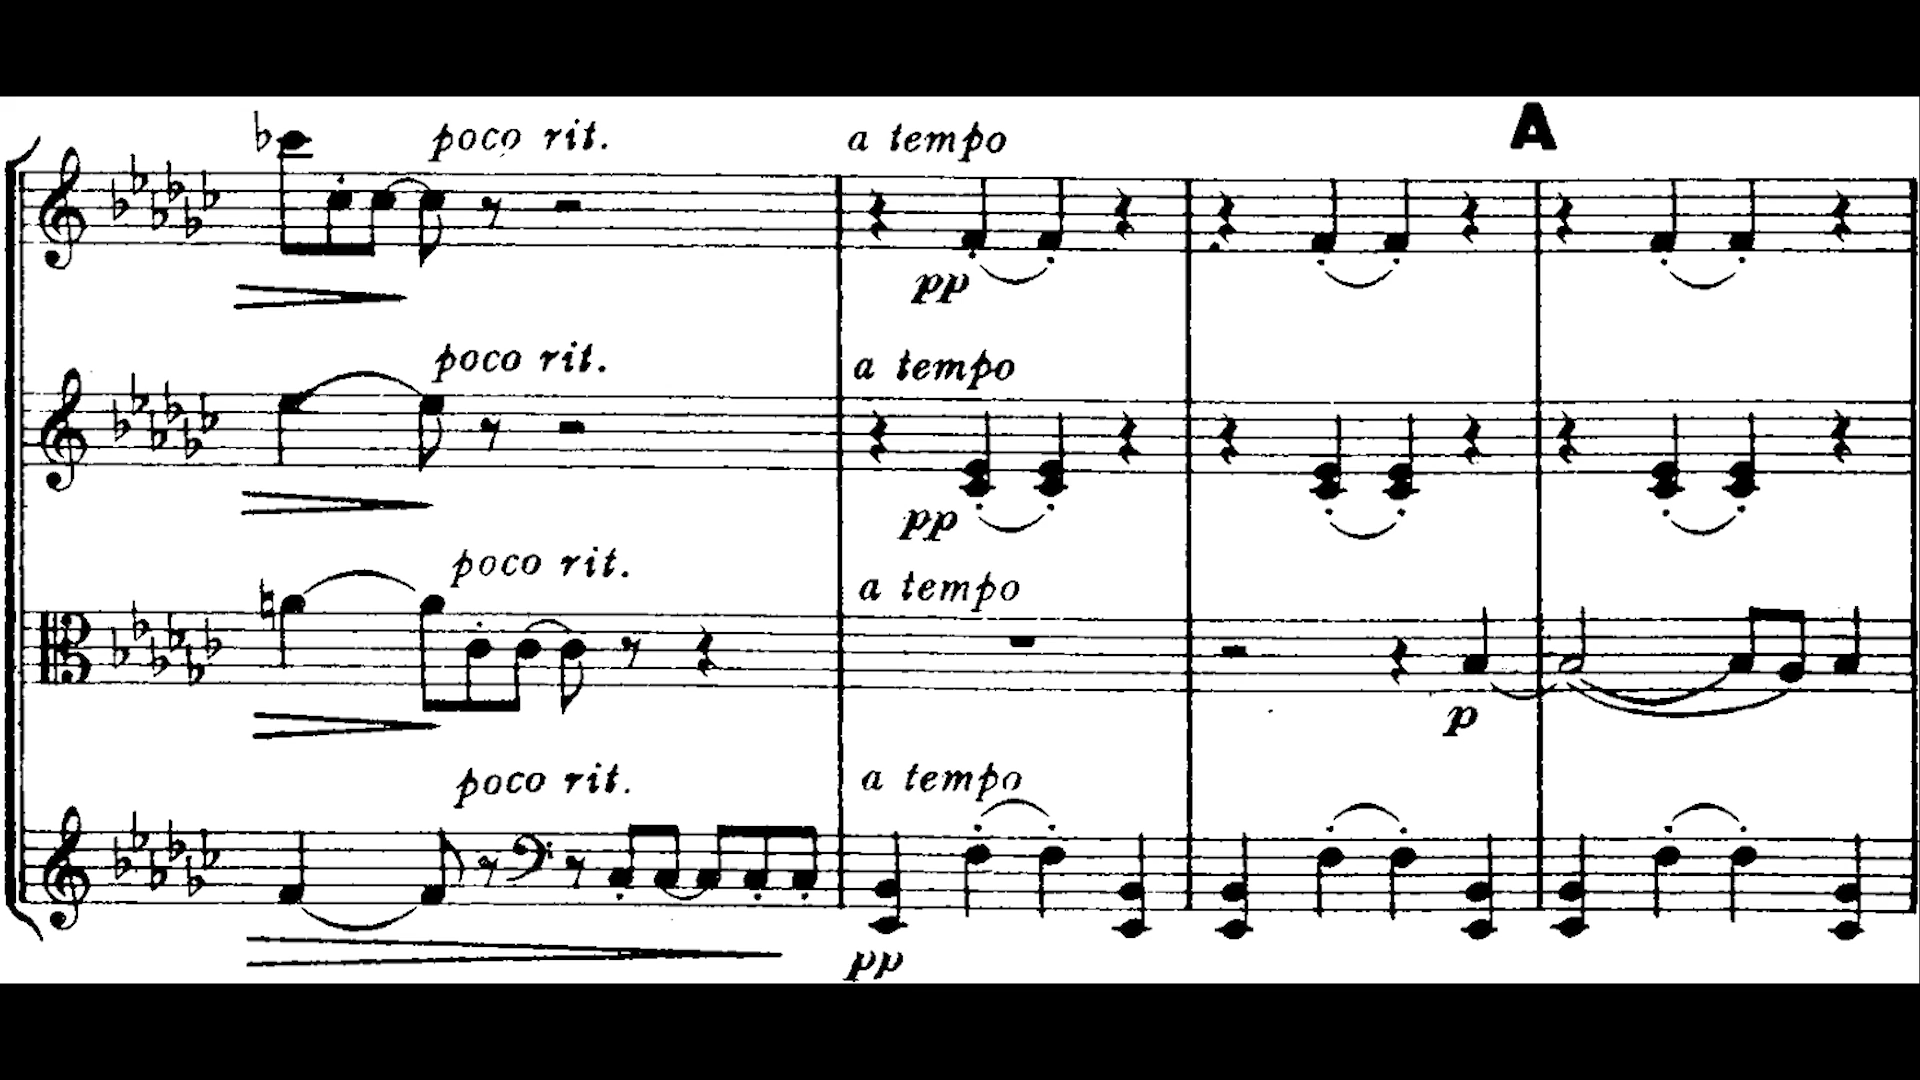 A
poco rit. a tempo
pp
poco rit. a tempo
pp
poco rit. a tempo
p
poco rit. a tempo
pp